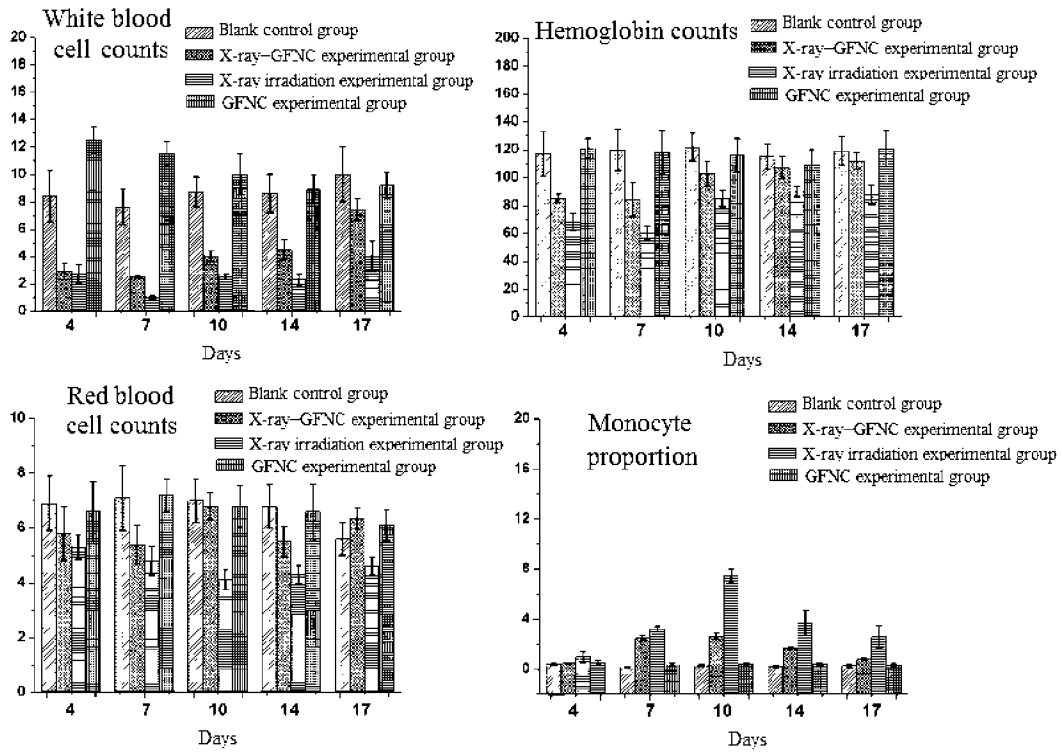 White blood
cell counts
Blank control group
X-ray–GFNC experimental group
X-ray irradiation experimental group
GFNC experimental group
20
18
16
14
12
10
8
6
4
2
0
4 7 10 14 17
Days
Hemoglobin counts
Blank control group
X-ray–GFNC experimental group
X-ray irradiation experimental group
GFNC experimental group
200
180
160
140
120
100
80
60
40
20
0
4 7 10 14 17
Days
Red blood
cell counts
Blank control group
X-ray–GFNC experimental group
X-ray irradiation experimental group
GFNC experimental group
10
8
6
4
2
0
4 7 10 14 17
Days
Monocyte
proportion
Blank control group
X-ray–GFNC experimental group
X-ray irradiation experimental group
GFNC experimental group
20
16
12
8
4
0
4 7 10 14 17
Days